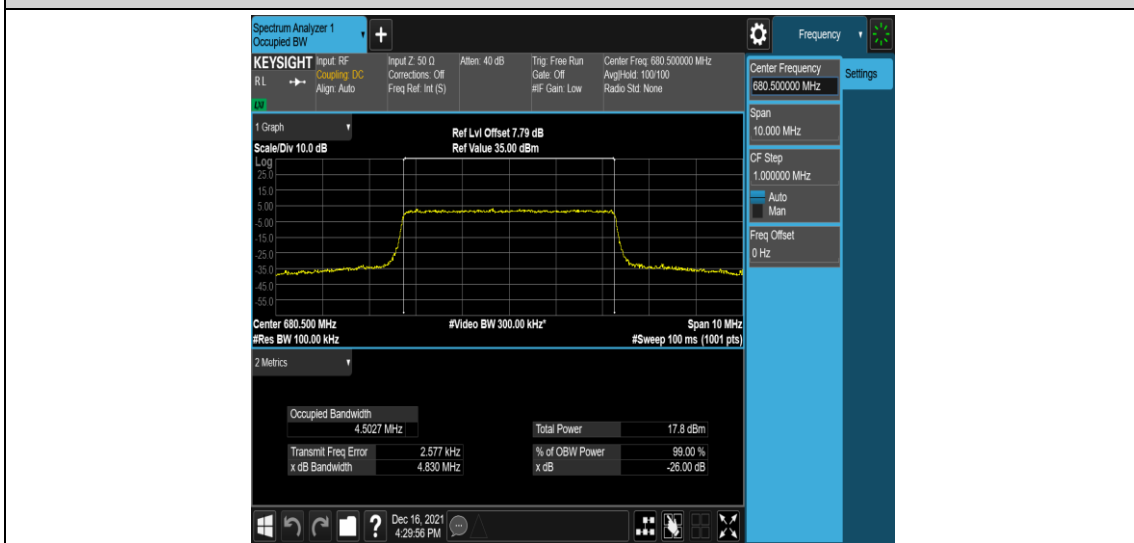 Spectrum Analyzer 1
Occupied BW
+
Frequency
KEYSIGHT
RL
LXI
Input: RF
Coupling: DC
Align: Auto
Input Z: 50 Ω
Corrections: Off
Freq Ref: Int (S)
Atten: 40 dB
Trig: Free Run
Gate: Off
#IF Gain: Low
Center Freq: 680.500000 MHz
Avg|Hold: 100/100
Radio Std: None
Center Frequency
680.500000 MHz
Settings
Span
10.000 MHz
CF Step
1.000000 MHz
Auto
Man
Freq Offset
0 Hz
1 Graph
Scale/Div 10.0 dB
Ref Lvl Offset 7.79 dB
Ref Value 35.00 dBm
Log
25.0
15.0
5.00
-5.00
-15.0
-25.0
-35.0
-45.0
-55.0
Center 680.500 MHz
#Res BW 100.00 kHz
#Video BW 300.00 kHz*
Span 10 MHz
#Sweep 100 ms (1001 pts)
2 Metrics
Occupied Bandwidth
4.5027 MHz
Transmit Freq Error 2.577 kHz
x dB Bandwidth 4.830 MHz
Total Power 17.8 dBm
% of OBW Power 99.00 %
x dB -26.00 dB
?
Dec 16, 2021
4:29:56 PM